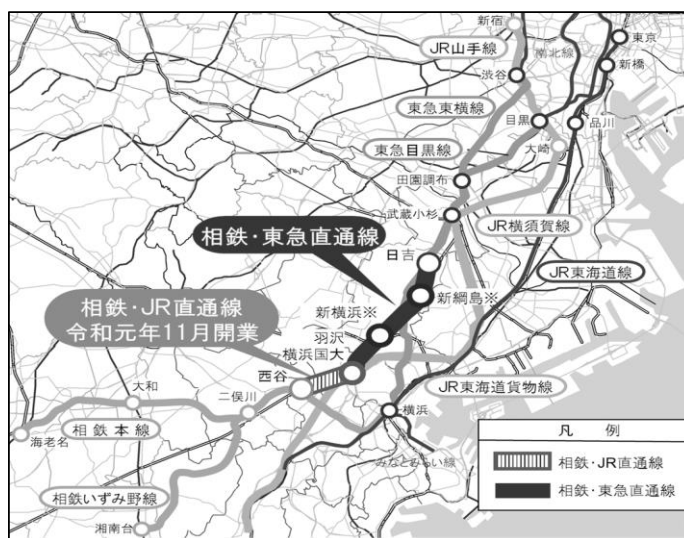 新宿
JR山手線
南北線
東京
渋谷
新橋
東急東横線
目黒
品川
東急目黒線
大崎
田園調布
武蔵小杉
相鉄・東急直通線
JR横須賀線
日吉
JR東海道線
新綱島※
相鉄・JR直通線
令和元年11月開業
新横浜※
羽沢
横浜国大
西谷
大和
二俣川
JR東海道貨物線
海老名
相鉄本線
横浜
みなとみらい線
相鉄いずみ野線
湘南台
凡 例
相鉄・JR直通線
相鉄・東急直通線